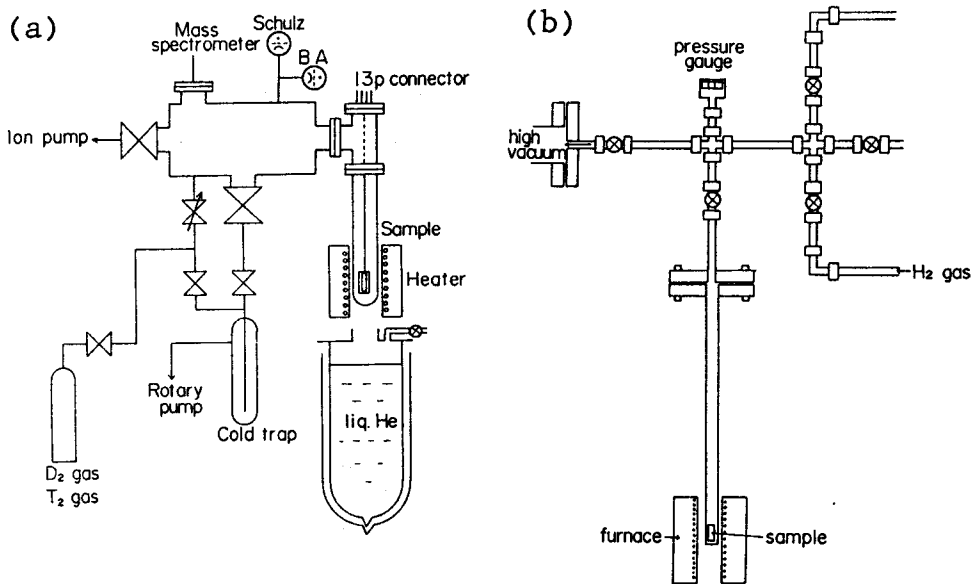 (a)
Schulz
Mass
spectrometer
BA
13p connector
Ion pump
Sample
Heater
Rotary
pump
Cold trap
liq. He
D₂ gas
T₂ gas
(b)
pressure
gauge
high
vacuum
H₂ gas
furnace
sample